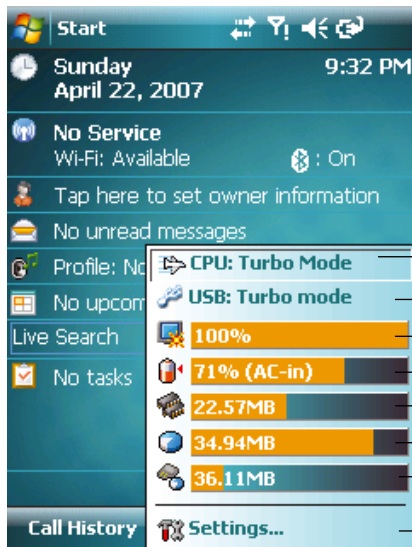 Start
Sunday 9:32 PM
April 22, 2007
No Service
Wi-Fi: Available : On
Tap here to set owner information
No unread messages
Profile: No
CPU: Turbo Mode
No upcom
USB: Turbo mode
Live Search
100%
No tasks
71% (AC-in)
22.57MB
34.94MB
36.11MB
Call History
Settings...